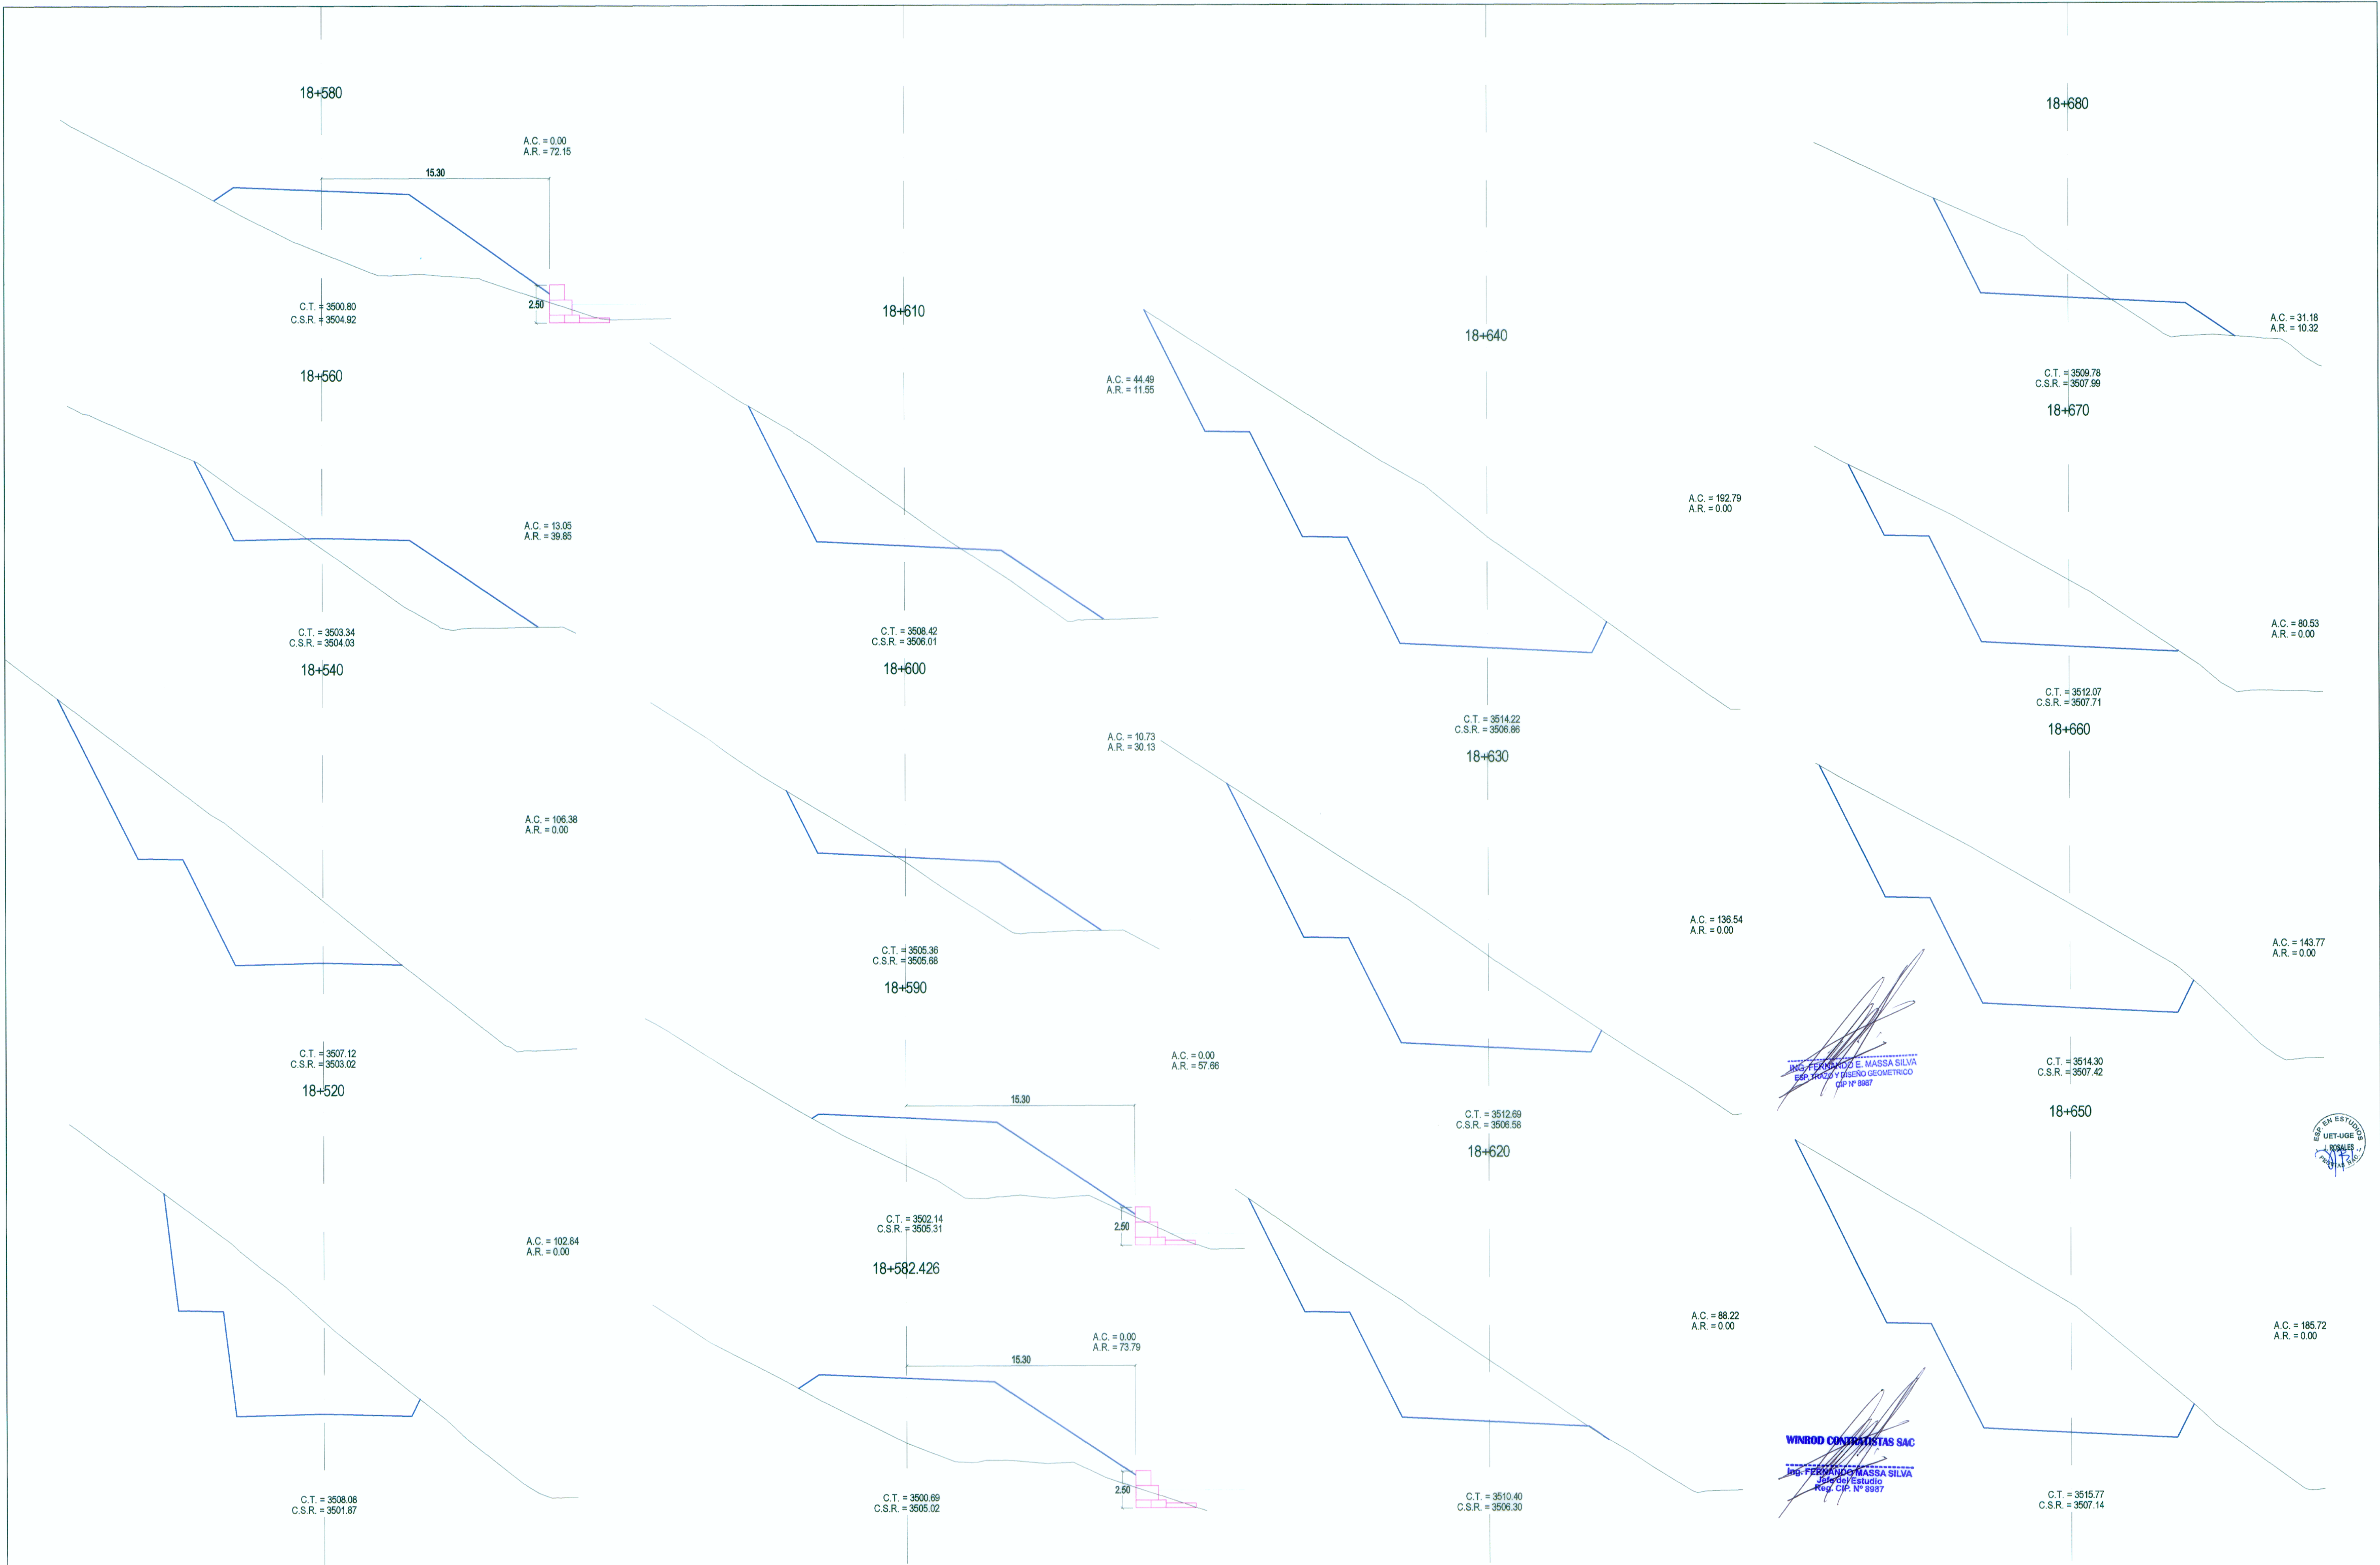 18+580
A.C. = 0.00
A.R. = 72.15
15.30
2.50
C.T. = 3500.80
C.S.R. = 3504.92
18+560
A.C. = 13.05
A.R. = 39.85
C.T. = 3503.34
C.S.R. = 3504.03
18+540
A.C. = 106.38
A.R. = 0.00
C.T. = 3507.12
C.S.R. = 3503.02
18+520
A.C. = 102.84
A.R. = 0.00
C.T. = 3508.08
C.S.R. = 3501.87
18+610
A.C. = 44.49
A.R. = 11.55
C.T. = 3508.42
C.S.R. = 3506.01
18+600
A.C. = 10.73
A.R. = 30.13
C.T. = 3505.36
C.S.R. = 3505.68
18+590
A.C. = 0.00
A.R. = 57.66
15.30
2.50
C.T. = 3502.14
C.S.R. = 3505.31
18+582.426
A.C. = 0.00
A.R. = 73.79
15.30
2.50
C.T. = 3500.69
C.S.R. = 3505.02
18+640
A.C. = 192.79
A.R. = 0.00
C.T. = 3514.22
C.S.R. = 3506.86
18+630
A.C. = 136.54
A.R. = 0.00
C.T. = 3512.69
C.S.R. = 3506.58
18+620
A.C. = 88.22
A.R. = 0.00
C.T. = 3510.40
C.S.R. = 3506.30
18+680
A.C. = 31.18
A.R. = 10.32
C.T. = 3509.78
C.S.R. = 3507.99
18+670
A.C. = 80.53
A.R. = 0.00
C.T. = 3512.07
C.S.R. = 3507.71
18+660
A.C. = 143.77
A.R. = 0.00
C.T. = 3514.30
C.S.R. = 3507.42
18+650
A.C. = 185.72
A.R. = 0.00
C.T. = 3515.77
C.S.R. = 3507.14
ING. FERNANDO E. MASSA SILVA
ESP. TRAZO Y DISEÑO GEOMETRICO
CIP Nº 8987
WINROD CONTRATISTAS SAC
Ing. FERNANDO MASSA SILVA
Jefe del Estudio
Reg. CIP. Nº 8987
ESP. EN ESTUDIOS
UET-UGE
J. ROSALES